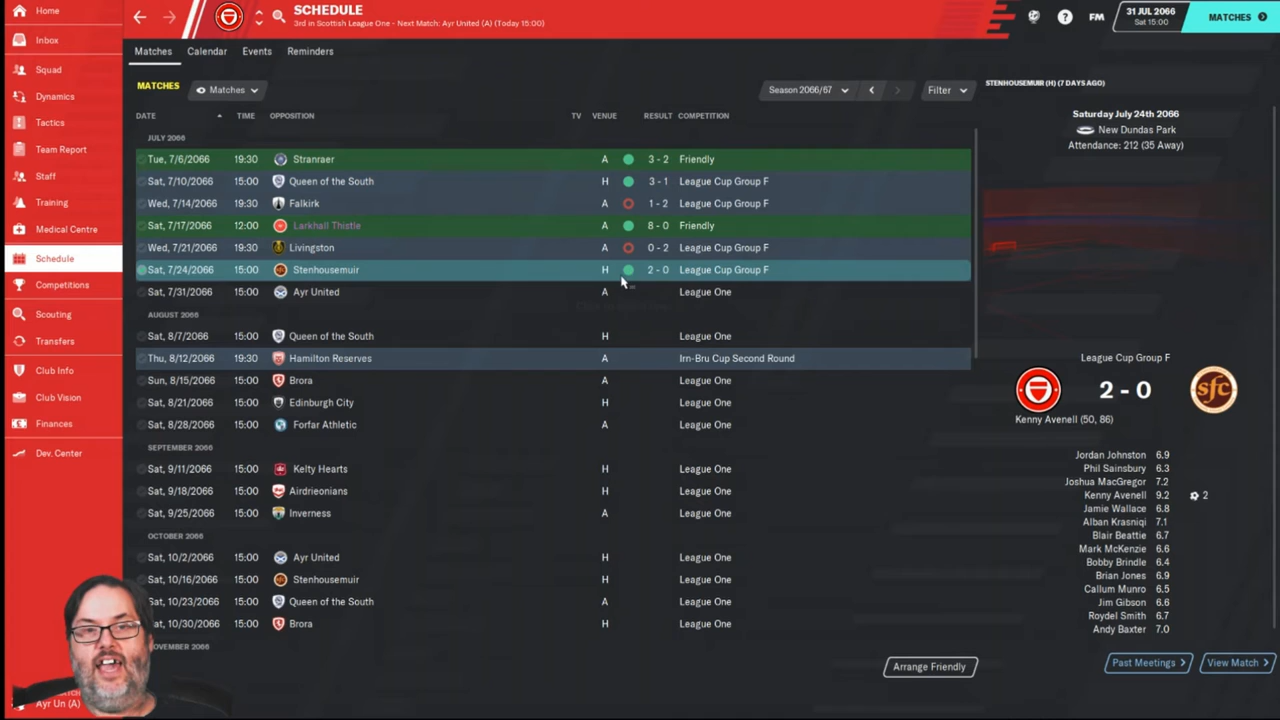 Home
Inbox
Squad
Dynamics
Tactics
Team Report
Staff
Training
Medical Centre
Schedule
Competitions
Scouting
Transfers
Club Info
Club Vision
Finances
Dev. Center
Ayr Un (A)
SCHEDULE
3rd in Scottish League One - Next Match: Ayr United (A) (Today 15:00)
FM
31 JUL 2066
Sat 15:00
MATCHES
Matches Calendar Events Reminders
MATCHES Matches Season 2066/67 Filter
DATE TIME OPPOSITION TV VENUE RESULT COMPETITION
JULY 2066
Tue, 7/6/2066 19:30 Stranraer A 3 - 2 Friendly
Sat, 7/10/2066 15:00 Queen of the South H 3 - 1 League Cup Group F
Wed, 7/14/2066 19:30 Falkirk A 1 - 2 League Cup Group F
Sat, 7/17/2066 12:00 Larkhall Thistle A 8 - 0 Friendly
Wed, 7/21/2066 19:30 Livingston A 0 - 2 League Cup Group F
Sat, 7/24/2066 15:00 Stenhousemuir H 2 - 0 League Cup Group F
Sat, 7/31/2066 15:00 Ayr United A League One
AUGUST 2066
Sat, 8/7/2066 15:00 Queen of the South H League One
Thu, 8/12/2066 19:30 Hamilton Reserves A Irn-Bru Cup Second Round
Sun, 8/15/2066 15:00 Brora A League One
Sat, 8/21/2066 15:00 Edinburgh City H League One
Sat, 8/28/2066 15:00 Forfar Athletic A League One
SEPTEMBER 2066
Sat, 9/11/2066 15:00 Kelty Hearts H League One
Sat, 9/18/2066 15:00 Airdrieonians H League One
Sat, 9/25/2066 15:00 Inverness A League One
OCTOBER 2066
Sat, 10/2/2066 15:00 Ayr United H League One
Sat, 10/16/2066 15:00 Stenhousemuir H League One
Sat, 10/23/2066 15:00 Queen of the South A League One
Sat, 10/30/2066 15:00 Brora H League One
NOVEMBER 2066
Arrange Friendly
STENHOUSEMUIR (H) (7 DAYS AGO)
Saturday July 24th 2066
New Dundas Park
Attendance: 212 (35 Away)
League Cup Group F
2 - 0
sfc
Kenny Avenell (50, 86)
Jordan Johnston 6.9
Phil Sainsbury 6.3
Joshua MacGregor 7.2
Kenny Avenell 9.2 2
Jamie Wallace 6.8
Alban Krasniqi 7.1
Blair Beattie 6.7
Mark McKenzie 6.6
Bobby Brindle 6.4
Brian Jones 6.9
Callum Munro 6.5
Jim Gibson 6.6
Roydel Smith 6.7
Andy Baxter 7.0
Past Meetings View Match